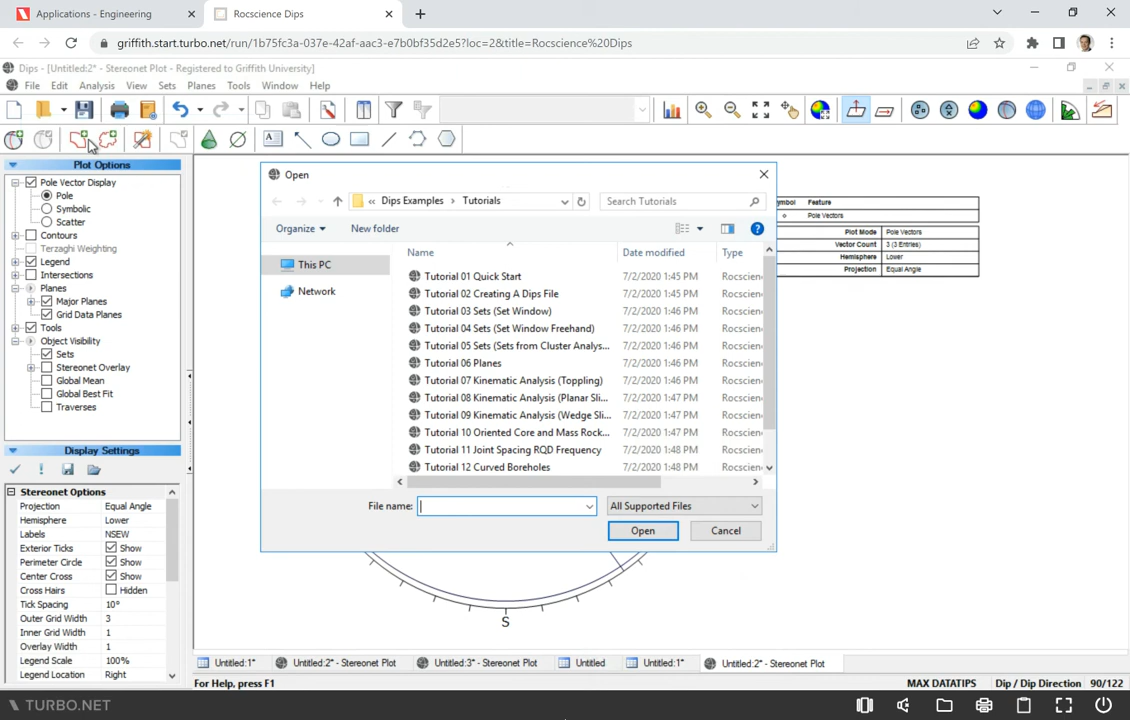 Applications - Engineering
Rocscience Dips
griffith.start.turbo.net/run/1b75fc3a-037e-42af-aac3-e7b0bf35d2e5?loc=2&title=Rocscience%20Dips
Dips - [Untitled:2* - Stereonet Plot - Registered to Griffith University]
File Edit Analysis View Sets Planes Tools Window Help
Plot Options
Pole Vector Display
Pole
Symbolic
Scatter
Contours
Terzaghi Weighting
Legend
Intersections
Planes
Major Planes
Grid Data Planes
Tools
Object Visibility
Sets
Stereonet Overlay
Global Mean
Global Best Fit
Traverses
Display Settings
Stereonet Options
Projection Equal Angle
Hemisphere Lower
Labels NSEW
Exterior Ticks Show
Perimeter Circle Show
Center Cross Show
Cross Hairs Hidden
Tick Spacing 10°
Outer Grid Width 3
Inner Grid Width 1
Overlay Width 1
Legend Scale 100%
Legend Location Right
Open
« Dips Examples > Tutorials
Search Tutorials
Organize New folder
This PC
Network
Name Date modified Type
Tutorial 01 Quick Start 7/2/2020 1:45 PM Rocscien
Tutorial 02 Creating A Dips File 7/2/2020 1:45 PM Rocscien
Tutorial 03 Sets (Set Window) 7/2/2020 1:46 PM Rocscien
Tutorial 04 Sets (Set Window Freehand) 7/2/2020 1:46 PM Rocscien
Tutorial 05 Sets (Sets from Cluster Analys... 7/2/2020 1:46 PM Rocscien
Tutorial 06 Planes 7/2/2020 1:46 PM Rocscien
Tutorial 07 Kinematic Analysis (Toppling) 7/2/2020 1:46 PM Rocscien
Tutorial 08 Kinematic Analysis (Planar Sli... 7/2/2020 1:47 PM Rocscien
Tutorial 09 Kinematic Analysis (Wedge Sli... 7/2/2020 1:47 PM Rocscien
Tutorial 10 Oriented Core and Mass Rock... 7/2/2020 1:47 PM Rocscien
Tutorial 11 Joint Spacing RQD Frequency 7/2/2020 1:48 PM Rocscien
Tutorial 12 Curved Boreholes 7/2/2020 1:48 PM Rocscien
File name: All Supported Files
Open Cancel
ymbol Feature
Pole Vectors
Plot Mode Pole Vectors
Vector Count 3 (3 Entries)
Hemisphere Lower
Projection Equal Angle
S
Untitled:1* Untitled:2* - Stereonet Plot Untitled:3* - Stereonet Plot Untitled Untitled:1* Untitled:2* - Stereonet Plot
For Help, press F1 MAX DATATIPS Dip / Dip Direction 90/122
TURBO.NET